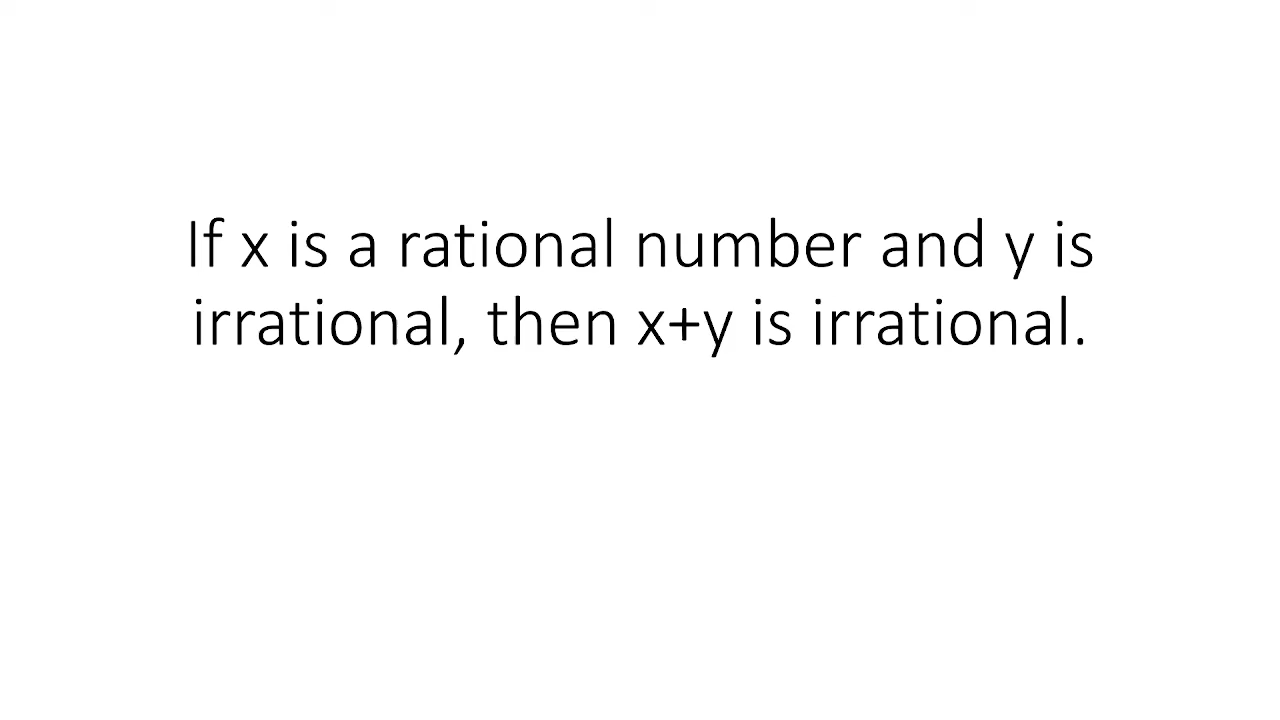 If x is a rational number and y is
irrational, then x+y is irrational.